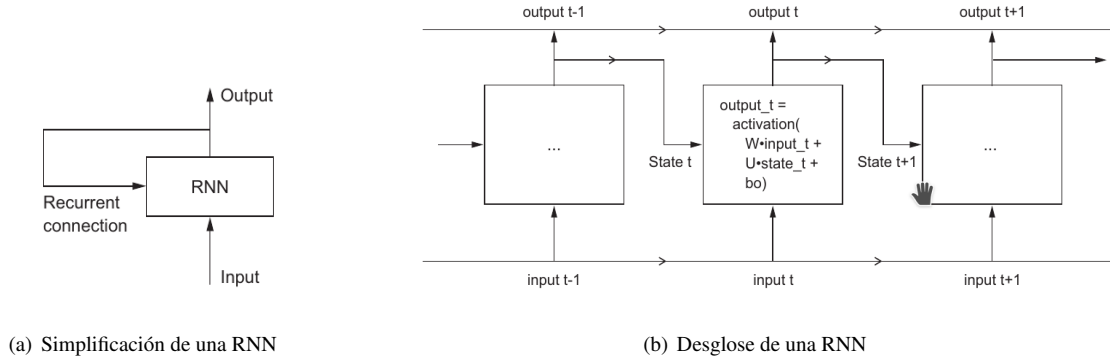 Output
RNN
Recurrent
connection
Input
(a) Simplificación de una RNN
output t-1
output t
output t+1
...
State t
output_t =
activation(
W•input_t +
U•state_t +
bo)
State t+1
...
input t-1
input t
input t+1
(b) Desglose de una RNN